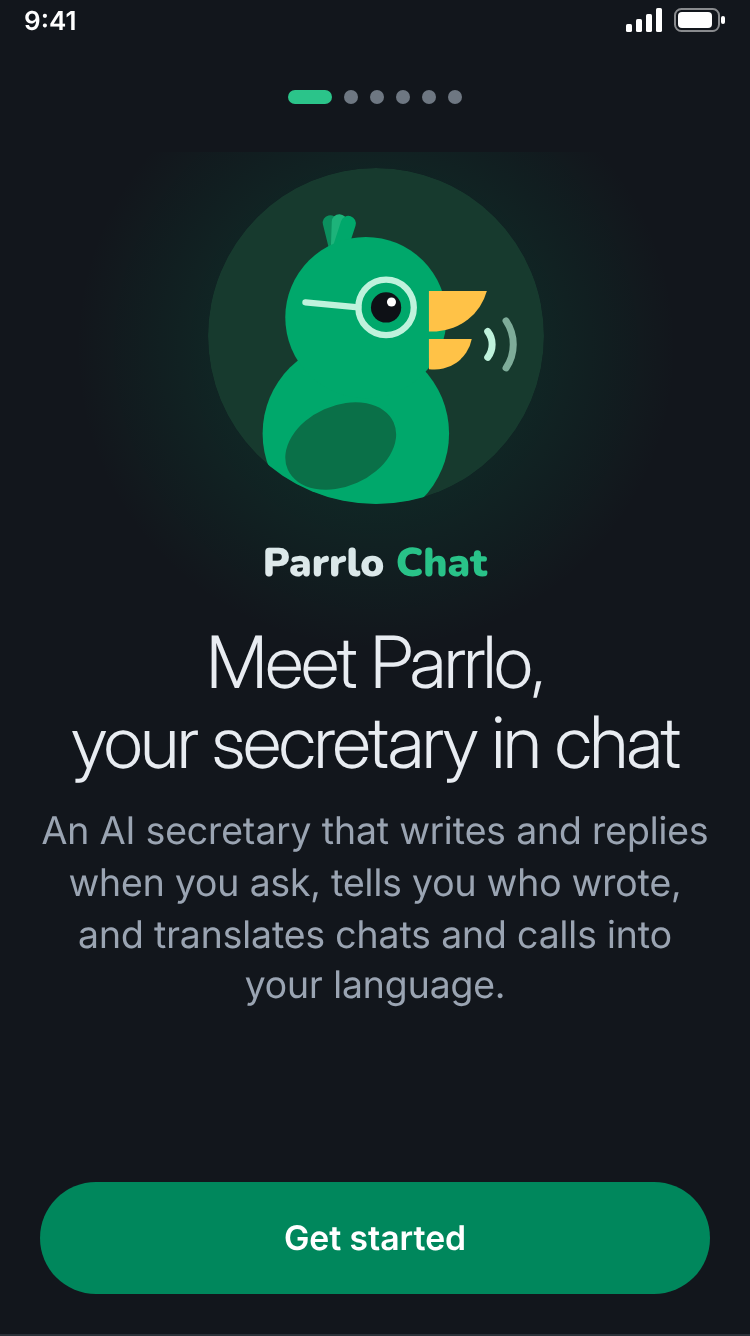 9:41
Parrlo Chat
Meet Parrlo,
your secretary in chat
An AI secretary that writes and replies
when you ask, tells you who wrote,
and translates chats and calls into
your language.
Get started